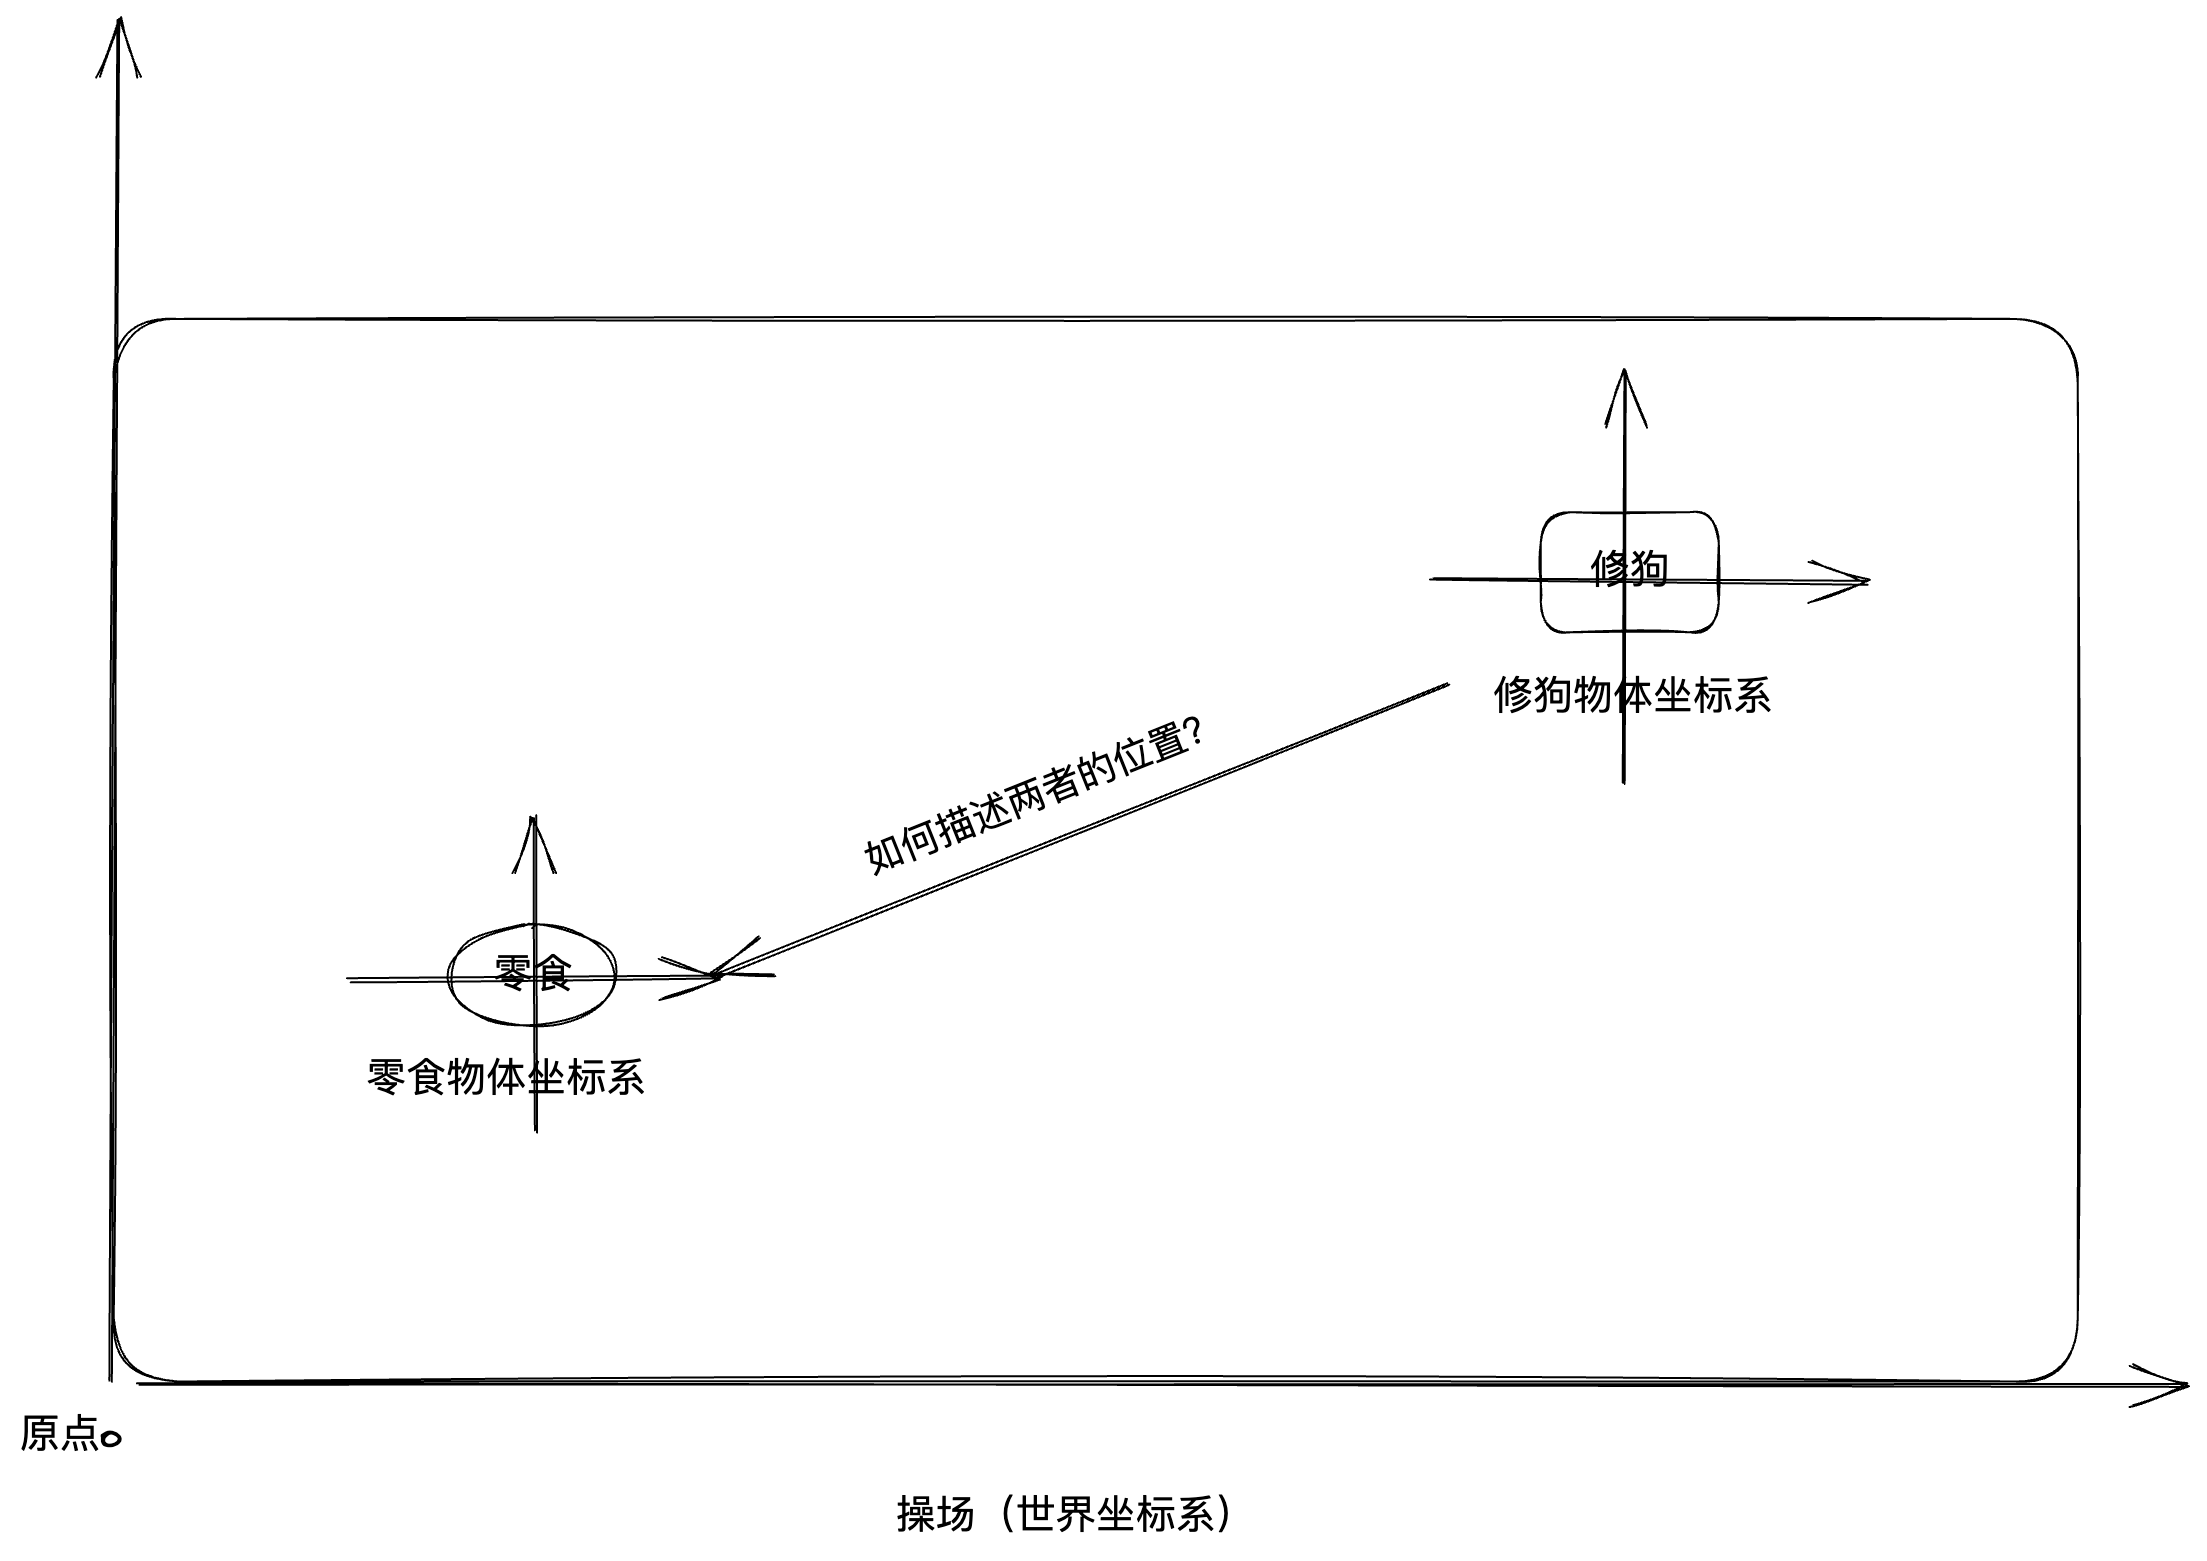 修狗
修狗物体坐标系
如何描述两者的位置?
零食
零食物体坐标系
原点
操场（世界坐标系）